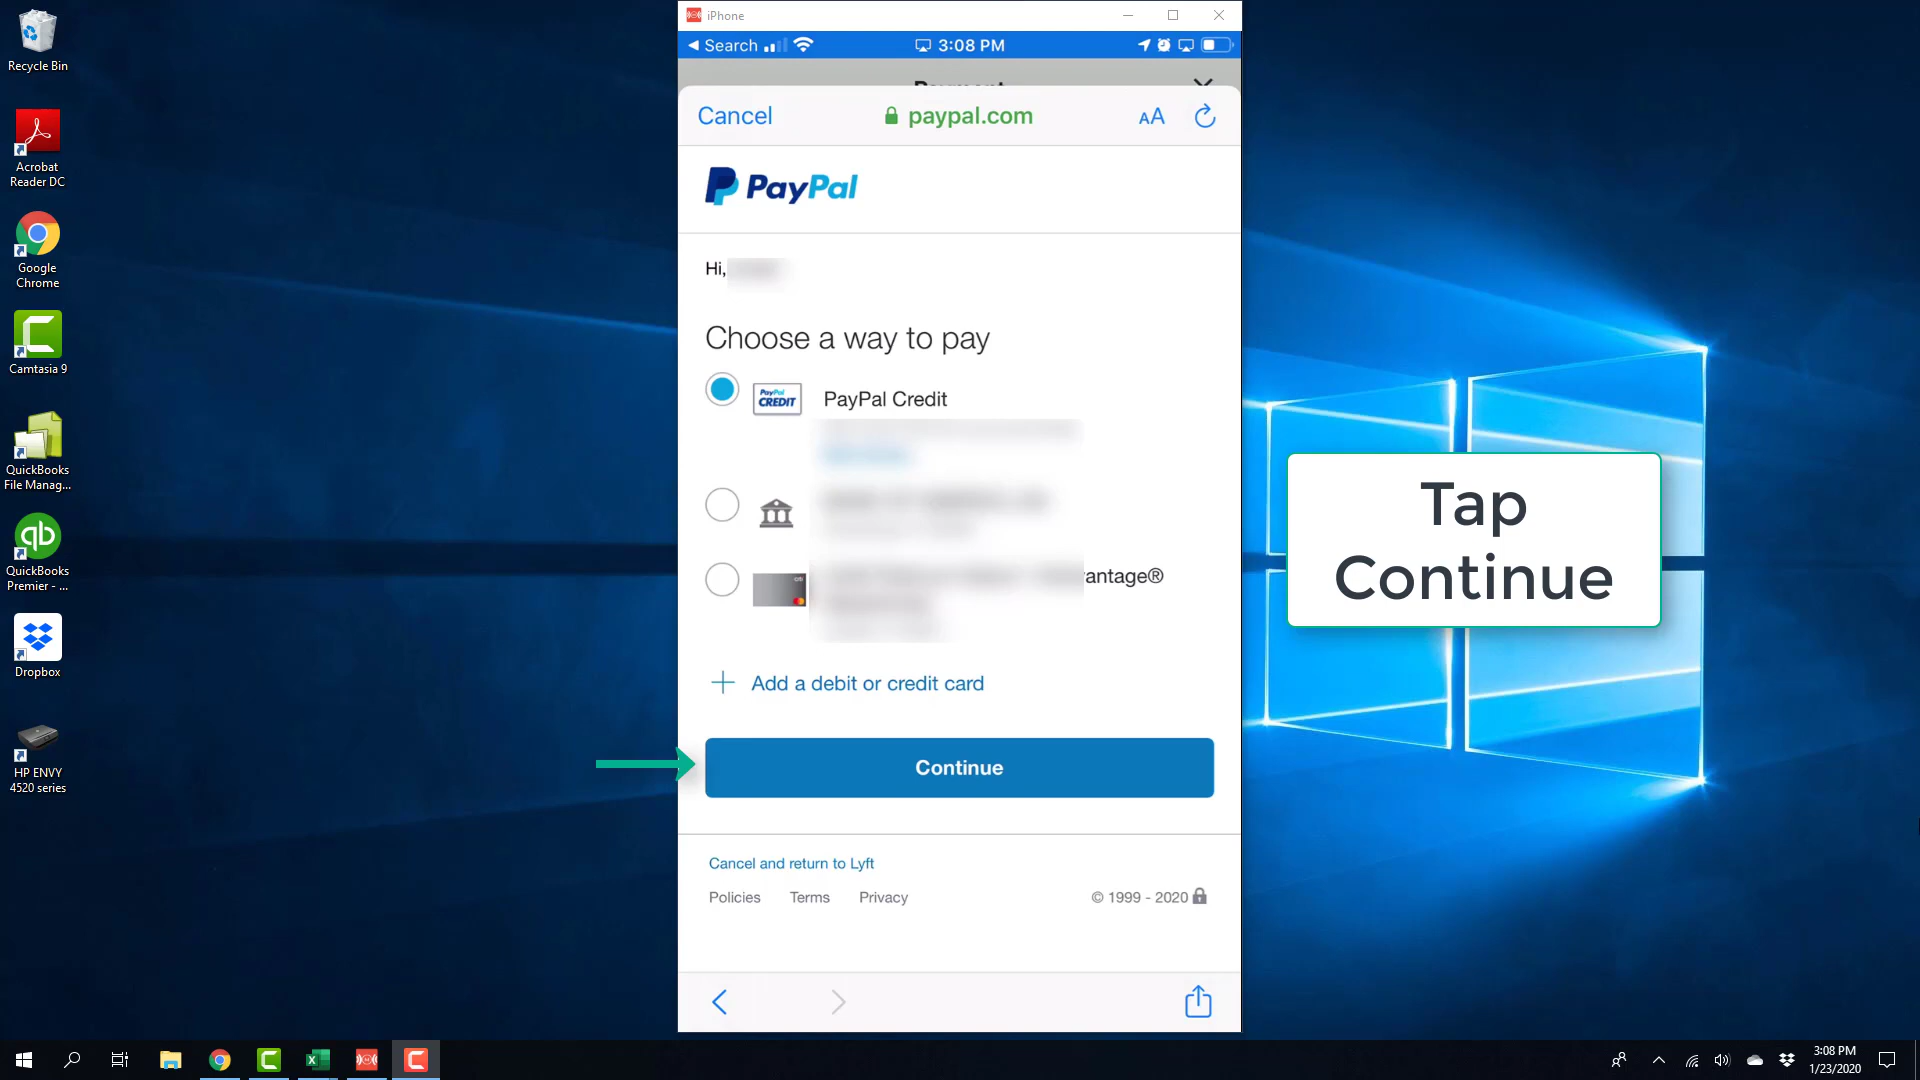 Recycle Bin
Acrobat
Reader DC
Google
Chrome
Camtasia 9
QuickBooks
File Manag...
QuickBooks
Premier - ...
Dropbox
HP ENVY
4520 series
iPhone
Search
3:08 PM
Cancel
paypal.com
AA
PayPal
Hi,
Choose a way to pay
PayPal
CREDIT
PayPal Credit
citi
antage®
Add a debit or credit card
Continue
Cancel and return to Lyft
Policies Terms Privacy © 1999 - 2020
Tap
Continue
3:08 PM
1/23/2020